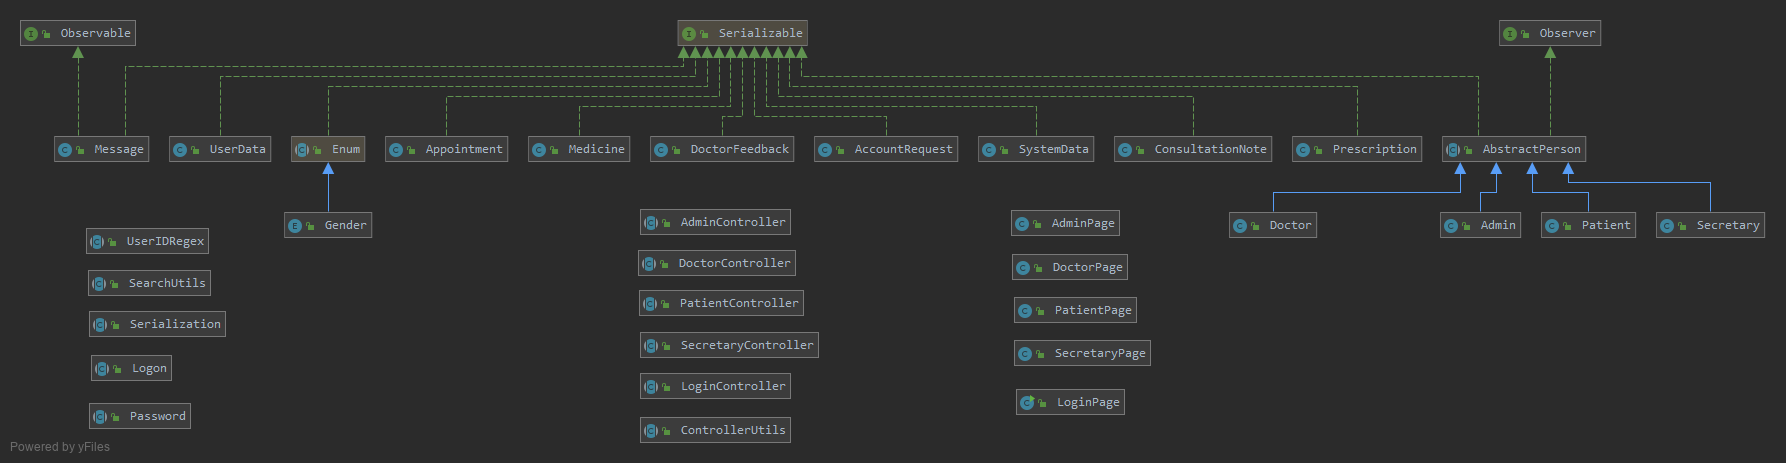 Observable
Serializable
Observer
Message
UserData
Enum
Appointment
Medicine
DoctorFeedback
AccountRequest
SystemData
ConsultationNote
Prescription
AbstractPerson
Gender
Doctor
Admin
Patient
Secretary
UserIDRegex
SearchUtils
Serialization
Logon
Password
AdminController
DoctorController
PatientController
SecretaryController
LoginController
ControllerUtils
AdminPage
DoctorPage
PatientPage
SecretaryPage
LoginPage
Powered by yFiles